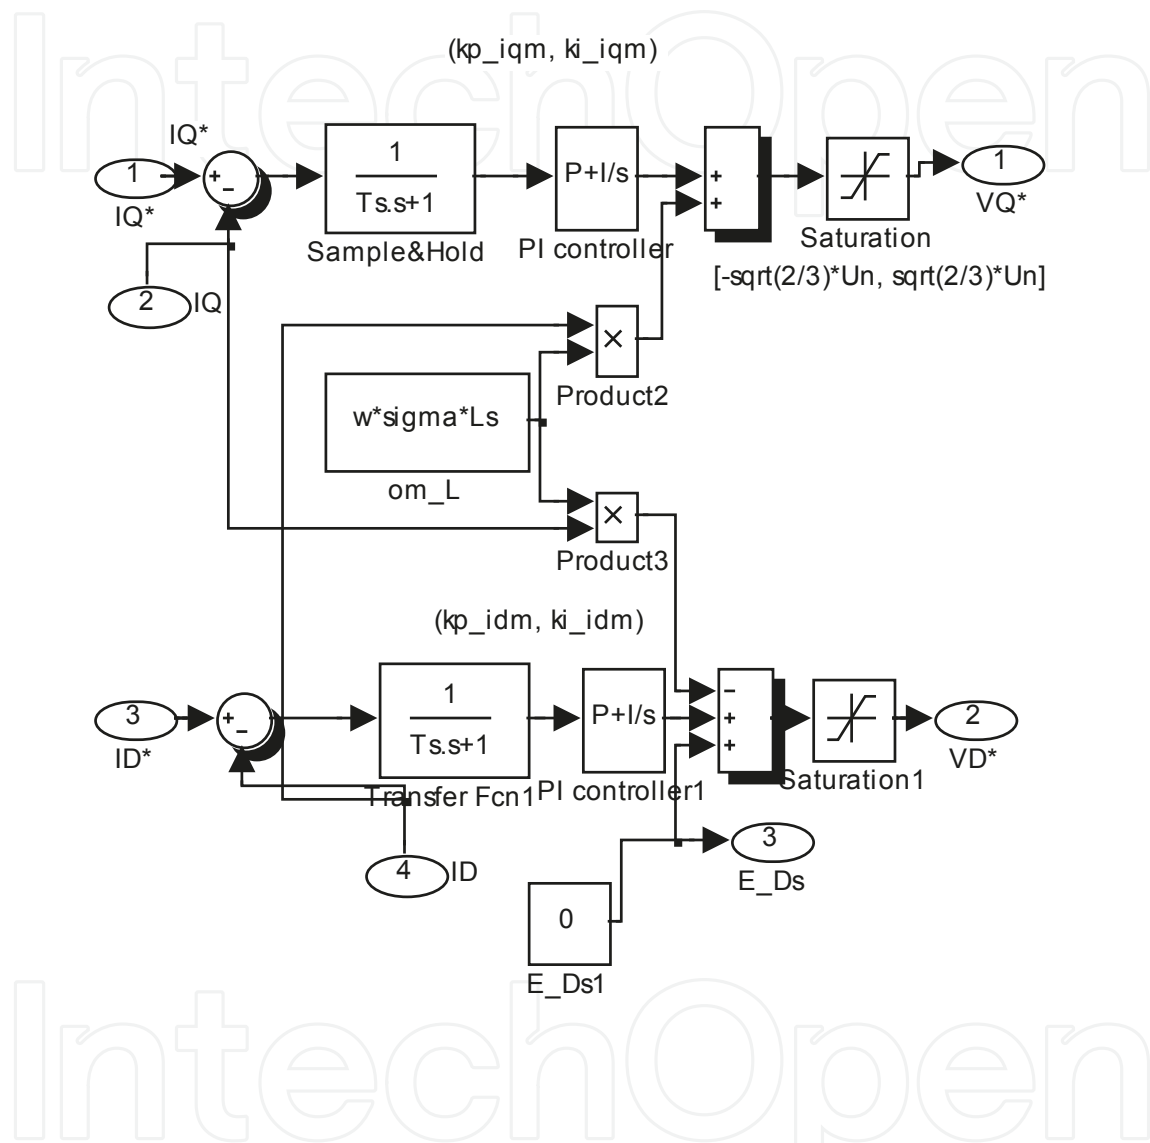 IntechOpen
(kp_iqm, ki_iqm)
IQ*
1
IQ*
+
−
1
Ts.s+1
Sample&Hold
P+I/s
PI controller
+
+
Saturation
[-sqrt(2/3)*Un, sqrt(2/3)*Un]
1
VQ*
2
IQ
×
Product2
w*sigma*Ls
om_L
×
Product3
(kp_idm, ki_idm)
3
ID*
+
−
1
Ts.s+1
Transfer Fcn1
P+I/s
PI controller1
−
+
+
Saturation1
2
VD*
4
ID
3
E_Ds
0
E_Ds1
IntechOpen